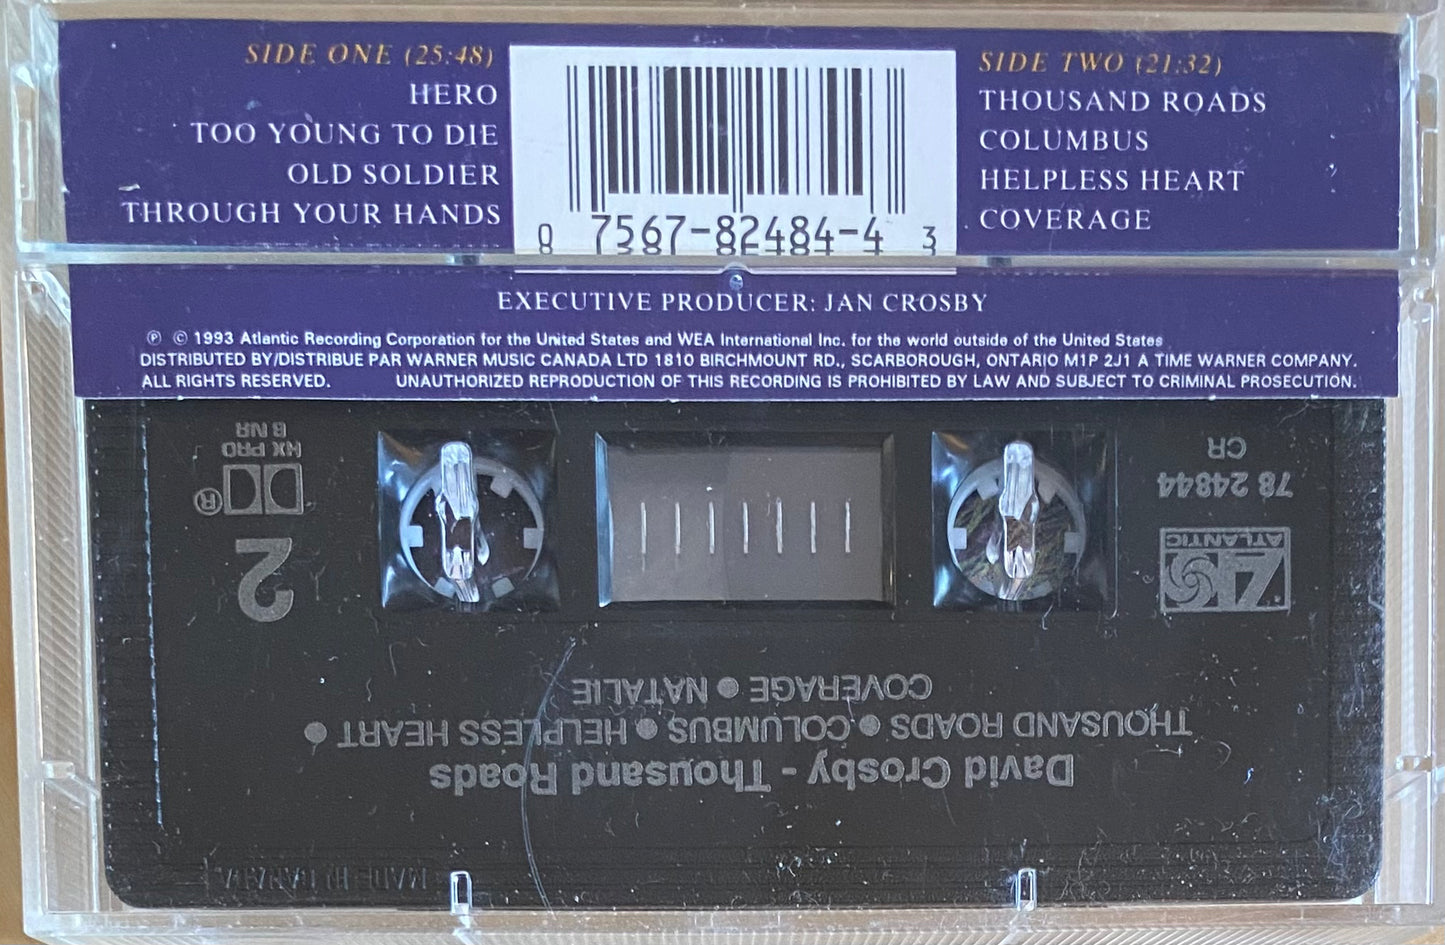 SIDE ONE (25:48)
HERO
TOO YOUNG TO DIE
OLD SOLDIER
THROUGH YOUR HANDS
0 7567-82484-4 3
SIDE TWO (21:32)
THOUSAND ROADS
COLUMBUS
HELPLESS HEART
COVERAGE
EXECUTIVE PRODUCER: JAN CROSBY
℗ © 1993 Atlantic Recording Corporation for the United States and WEA International Inc. for the world outside of the United States
DISTRIBUTED BY/DISTRIBUE PAR WARNER MUSIC CANADA LTD 1810 BIRCHMOUNT RD., SCARBOROUGH, ONTARIO M1P 2J1 A TIME WARNER COMPANY.
ALL RIGHTS RESERVED. UNAUTHORIZED REPRODUCTION OF THIS RECORDING IS PROHIBITED BY LAW AND SUBJECT TO CRIMINAL PROSECUTION.
MADE IN CANADA
David Crosby - Thousand Roads
THOUSAND ROADS ● COLUMBUS ● HELPLESS HEART ●
COVERAGE ● NATALIE
ATLANTIC
78 24844
CR
2
®
HX PRO
B NR